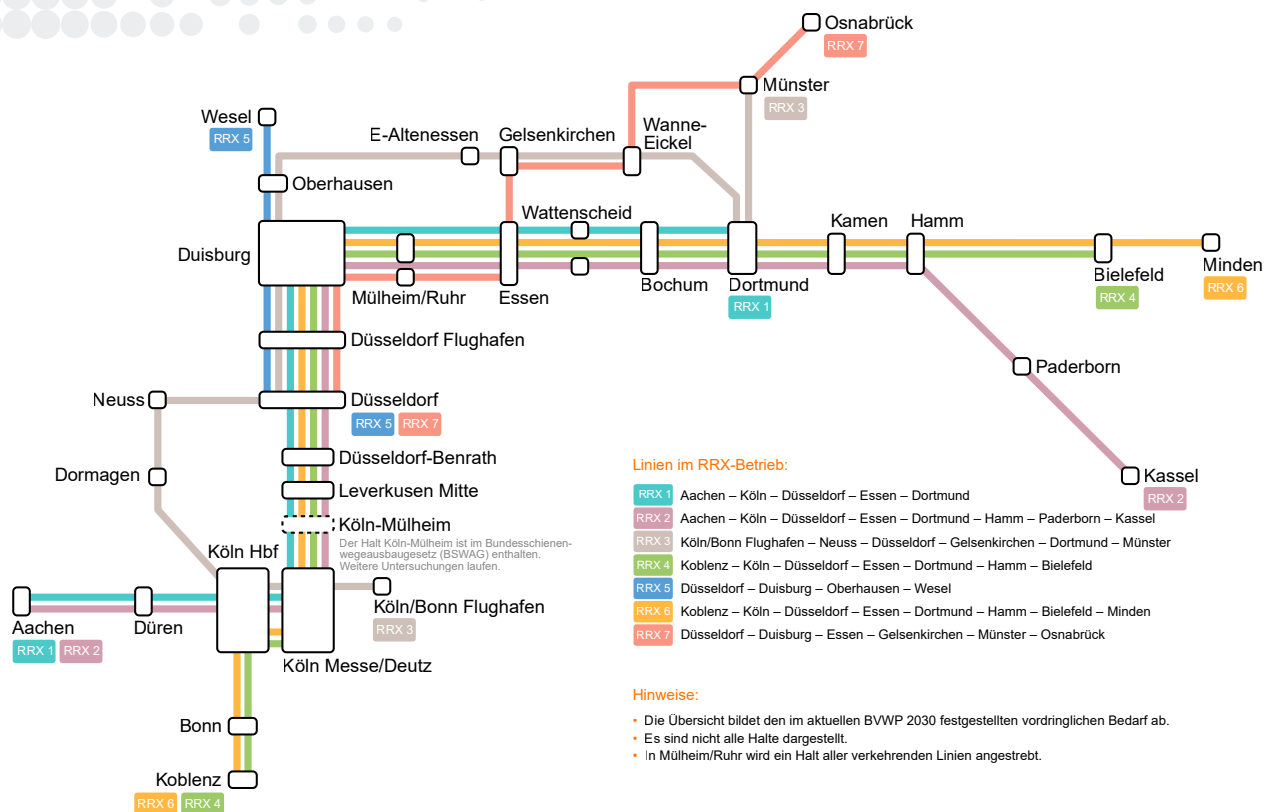 Osnabrück
RRX 7
Münster
RRX 3
Wesel
RRX 5
E-Altenessen
Gelsenkirchen
Wanne-
Eickel
Oberhausen
Wattenscheid
Kamen
Hamm
Duisburg
Mülheim/Ruhr
Essen
Bochum
Dortmund
RRX 1
Bielefeld
RRX 4
Minden
RRX 6
Düsseldorf Flughafen
Paderborn
Neuss
Düsseldorf
RRX 5 RRX 7
Düsseldorf-Benrath
Dormagen
Leverkusen Mitte
Kassel
RRX 2
Köln-Mülheim
Der Halt Köln-Mülheim ist im Bundesschienen-
wegeausbaugesetz (BSWAG) enthalten.
Weitere Untersuchungen laufen.
Köln Hbf
Köln/Bonn Flughafen
RRX 3
Aachen
RRX 1 RRX 2
Düren
Köln Messe/Deutz
Bonn
Koblenz
RRX 6 RRX 4
Linien im RRX-Betrieb:
RRX 1 Aachen – Köln – Düsseldorf – Essen – Dortmund
RRX 2 Aachen – Köln – Düsseldorf – Essen – Dortmund – Hamm – Paderborn – Kassel
RRX 3 Köln/Bonn Flughafen – Neuss – Düsseldorf – Gelsenkirchen – Dortmund – Münster
RRX 4 Koblenz – Köln – Düsseldorf – Essen – Dortmund – Hamm – Bielefeld
RRX 5 Düsseldorf – Duisburg – Oberhausen – Wesel
RRX 6 Koblenz – Köln – Düsseldorf – Essen – Dortmund – Hamm – Bielefeld – Minden
RRX 7 Düsseldorf – Duisburg – Essen – Gelsenkirchen – Münster – Osnabrück
Hinweise:
• Die Übersicht bildet den im aktuellen BVWP 2030 festgestellten vordringlichen Bedarf ab.
• Es sind nicht alle Halte dargestellt.
• In Mülheim/Ruhr wird ein Halt aller verkehrenden Linien angestrebt.